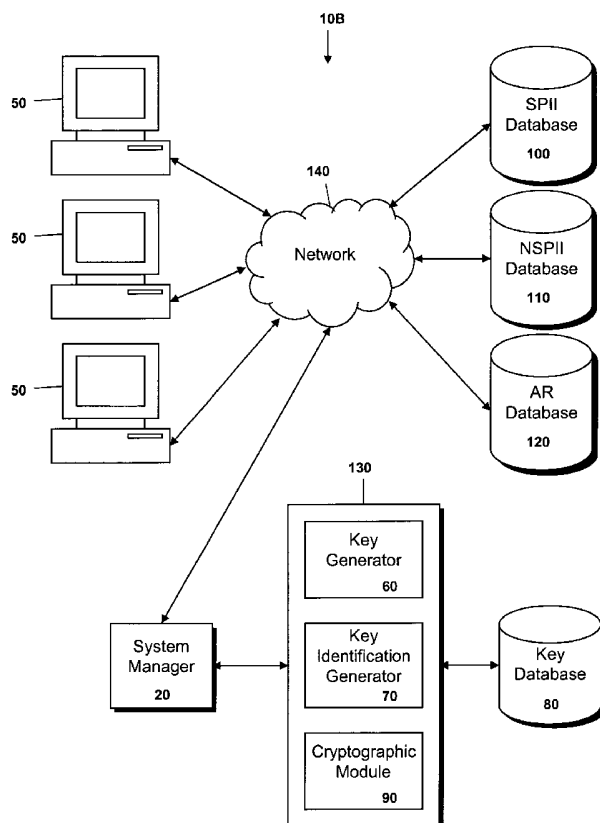 10B
50
SPII
Database
100
140
Network
50
NSPII
Database
110
50
AR
Database
120
130
Key
Generator
60
System
Manager
20
Key
Identification
Generator
70
Key
Database
80
Cryptographic
Module
90